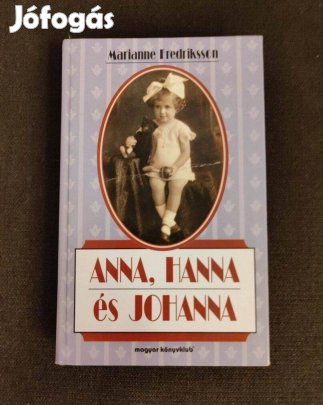 Jófogás
Marianne Fredriksson
ANNA, HANNA
és JOHANNA
magyar könyvklub